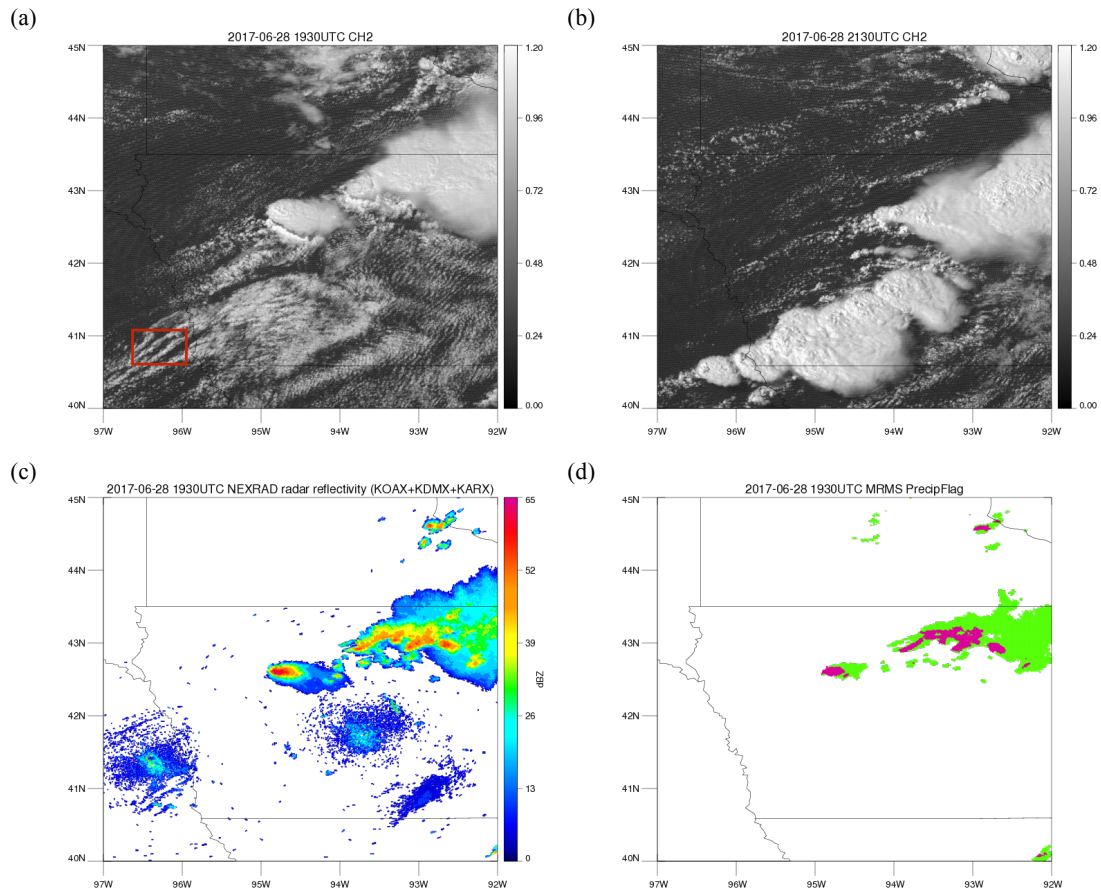 (a)
(b)
2017-06-28 1930UTC CH2
2017-06-28 2130UTC CH2
45N
44N
43N
42N
41N
40N
97W
96W
95W
94W
93W
92W
1.20
0.96
0.72
0.48
0.24
0.00
45N
44N
43N
42N
41N
40N
97W
96W
95W
94W
93W
92W
1.20
0.96
0.72
0.48
0.24
0.00
(c)
(d)
2017-06-28 1930UTC NEXRAD radar reflectivity (KOAX+KDMX+KARX)
2017-06-28 1930UTC MRMS PrecipFlag
45N
44N
43N
42N
41N
40N
97W
96W
95W
94W
93W
92W
65
52
39
26
13
0
dBZ
45N
44N
43N
42N
41N
40N
97W
96W
95W
94W
93W
92W